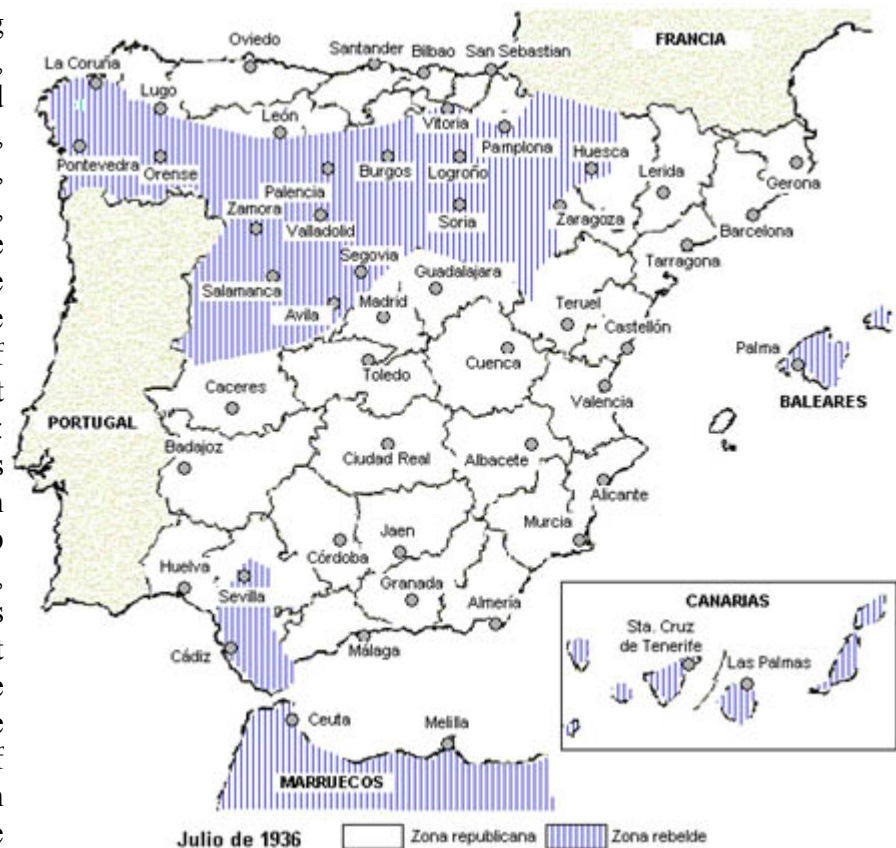 FRANCIA
Oviedo
Santander
Bilbao
San Sebastian
La Coruña
Lugo
León
Vitoria
Pamplona
Huesca
Pontevedra
Orense
Palencia
Burgos
Logroño
Lerida
Gerona
Zamora
Valladolid
Soria
Zaragoza
Barcelona
Segovia
Tarragona
Salamanca
Guadalajara
Avila
Madrid
Teruel
Castellón
Palma
Caceres
Toledo
Cuenca
Valencia
BALEARES
PORTUGAL
Badajoz
Ciudad Real
Albacete
Alicante
Murcia
Jaen
Córdoba
Huelva
Sevilla
Granada
Almería
Cádiz
Málaga
CANARIAS
Sta. Cruz
de Tenerife
Las Palmas
Ceuta
Melilla
MARRUECOS
Julio de 1936
Zona republicana
Zona rebelde